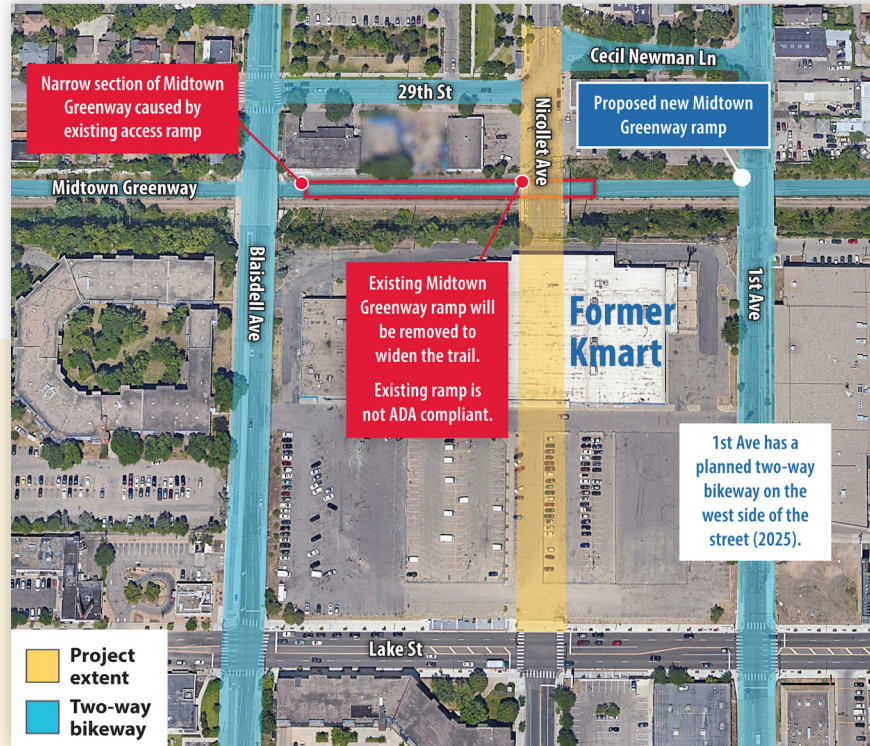 Cecil Newman Ln
Narrow section of Midtown
Greenway caused by
existing access ramp
29th St
Nicollet Ave
Proposed new Midtown
Greenway ramp
Midtown Greenway
Blaisdell Ave
1st Ave
Existing Midtown
Greenway ramp will
be removed to
widen the trail.
Existing ramp is
not ADA compliant.
Former
Kmart
1st Ave has a
planned two-way
bikeway on the
west side of the
street (2025).
Lake St
Project
extent
Two-way
bikeway